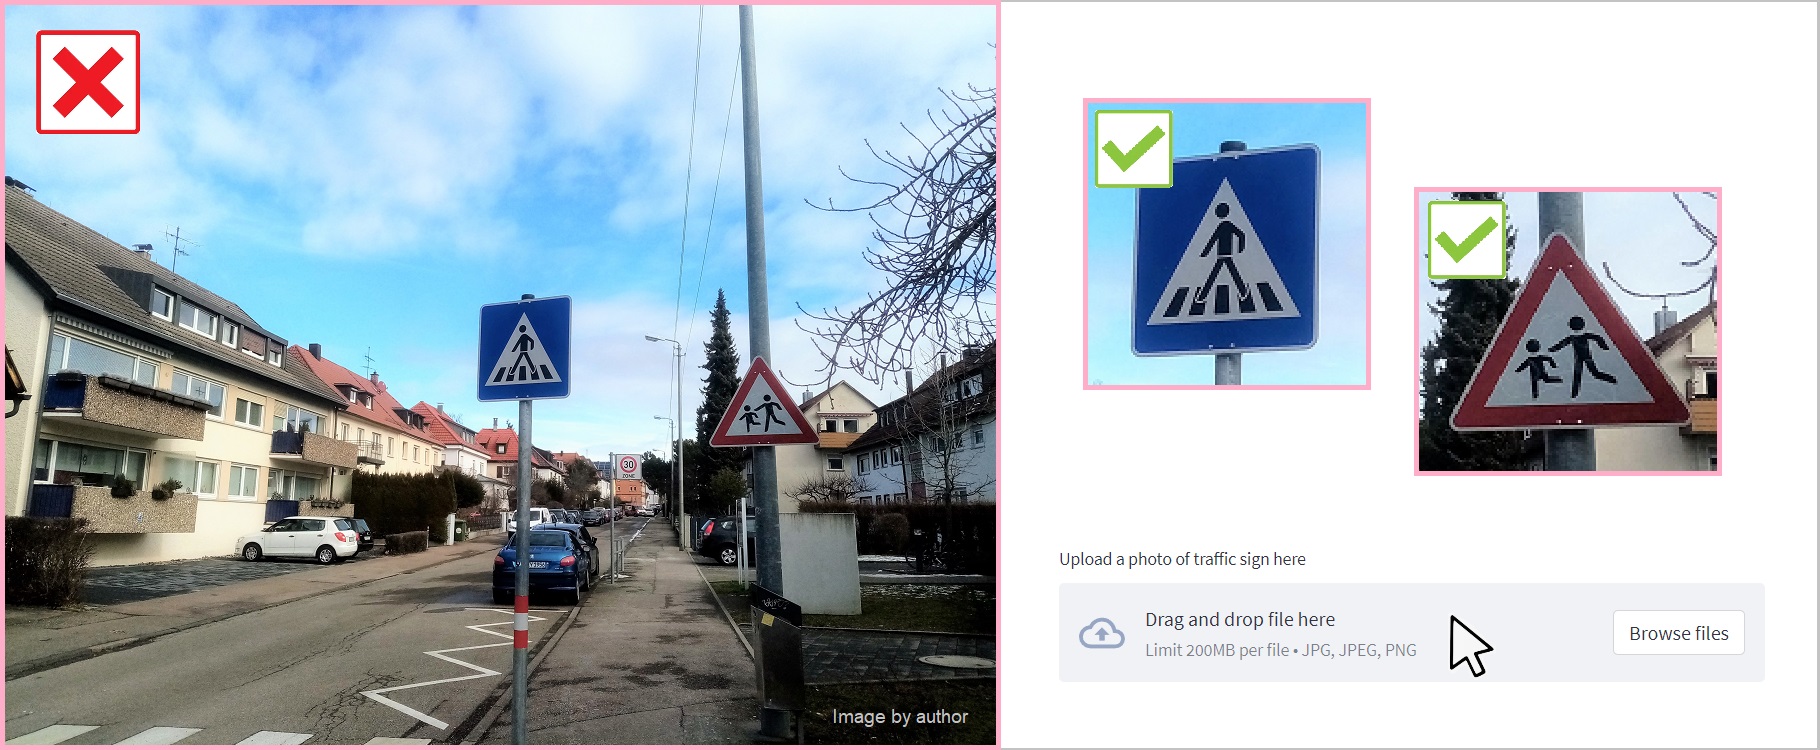 30
ZONE
Image by author
Upload a photo of traffic sign here
Drag and drop file here
Limit 200MB per file • JPG, JPEG, PNG
Browse files